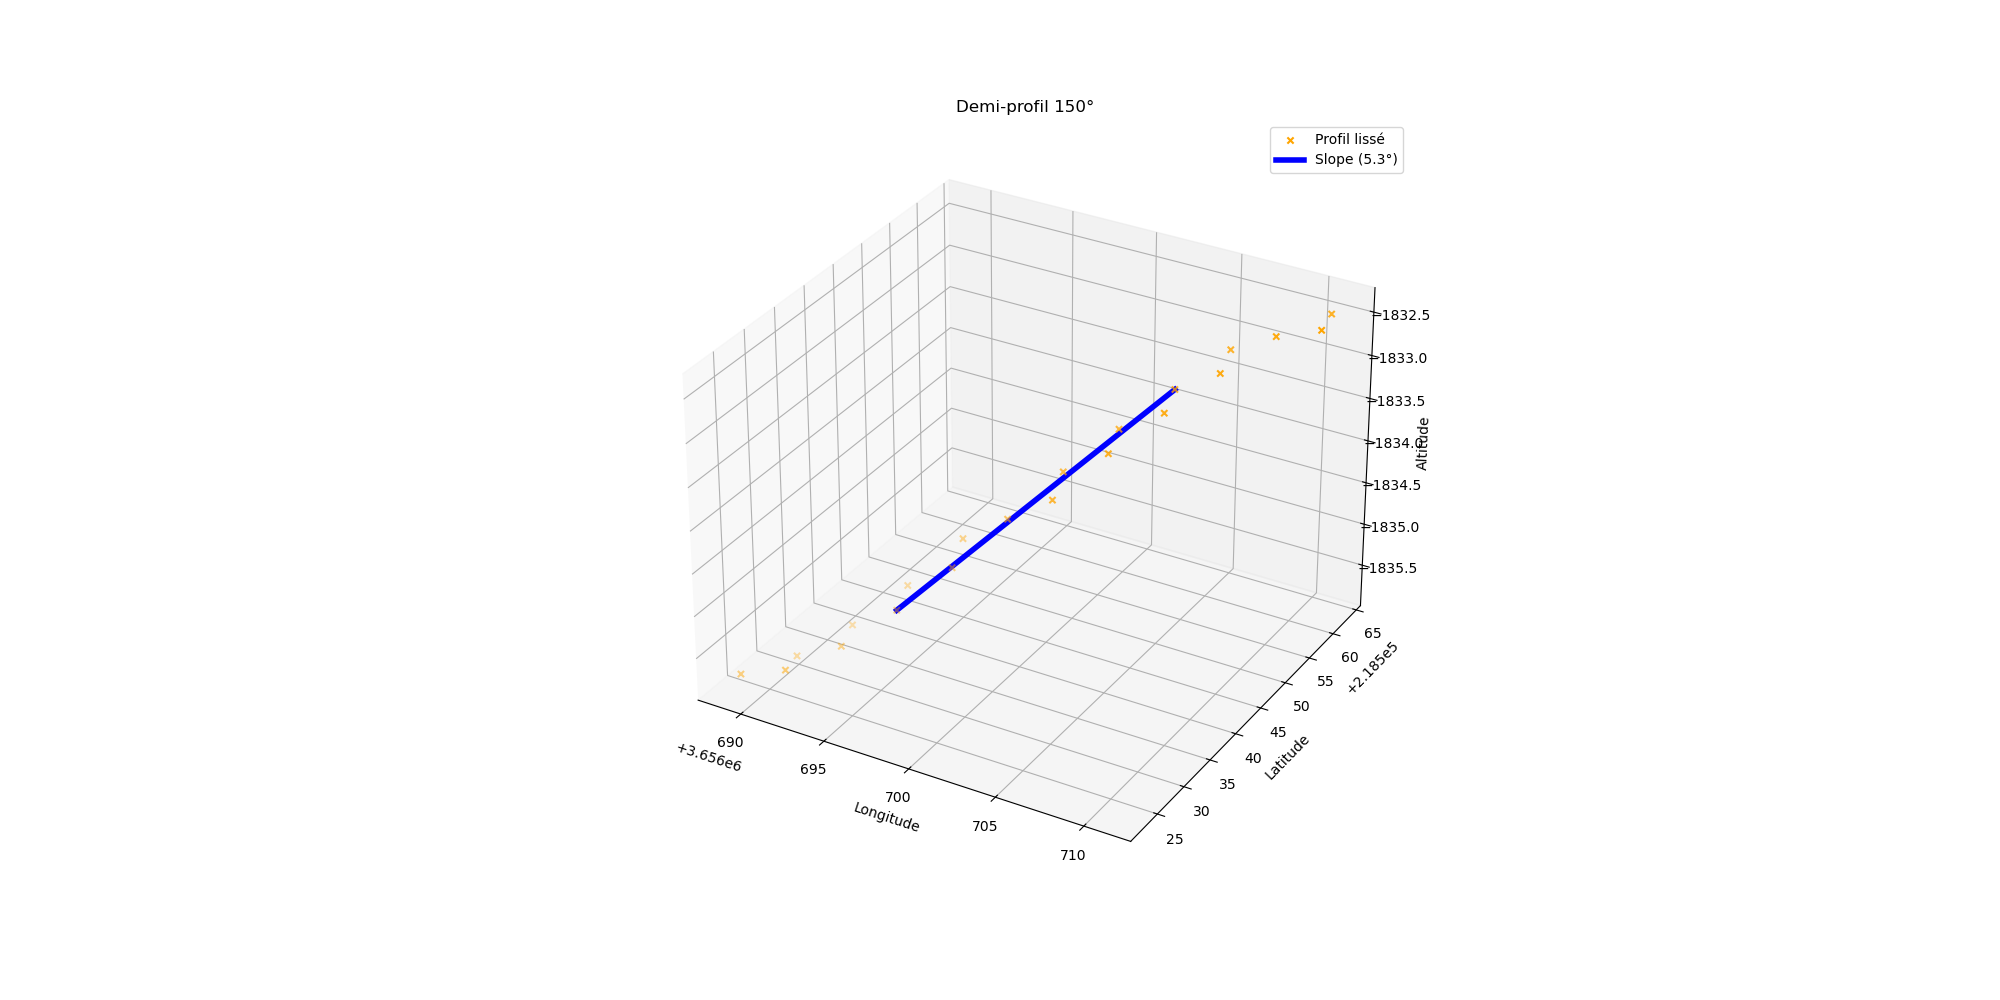 Demi-profil 150°
Profil lissé
Slope (5.3°)
−1832.5
−1833.0
−1833.5
−1834.0
Altitude
−1834.5
−1835.0
−1835.5
65
60
+2.185e5
55
50
45
40
Latitude
35
30
25
690
+3.656e6
695
700
Longitude
705
710